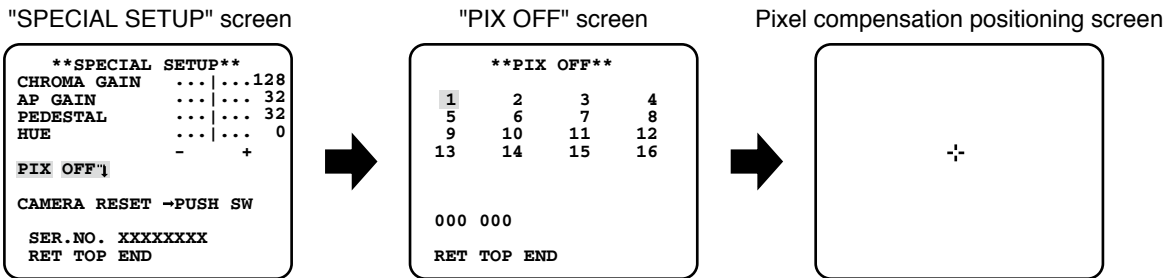 "SPECIAL SETUP" screen
**SPECIAL SETUP**
CHROMA GAIN ...|...128
AP GAIN ...|... 32
PEDESTAL ...|... 32
HUE ...|... 0
- +
PIX OFF
CAMERA RESET →PUSH SW
SER.NO. XXXXXXXX
RET TOP END
"PIX OFF" screen
**PIX OFF**
1 2 3 4
5 6 7 8
9 10 11 12
13 14 15 16
000 000
RET TOP END
Pixel compensation positioning screen